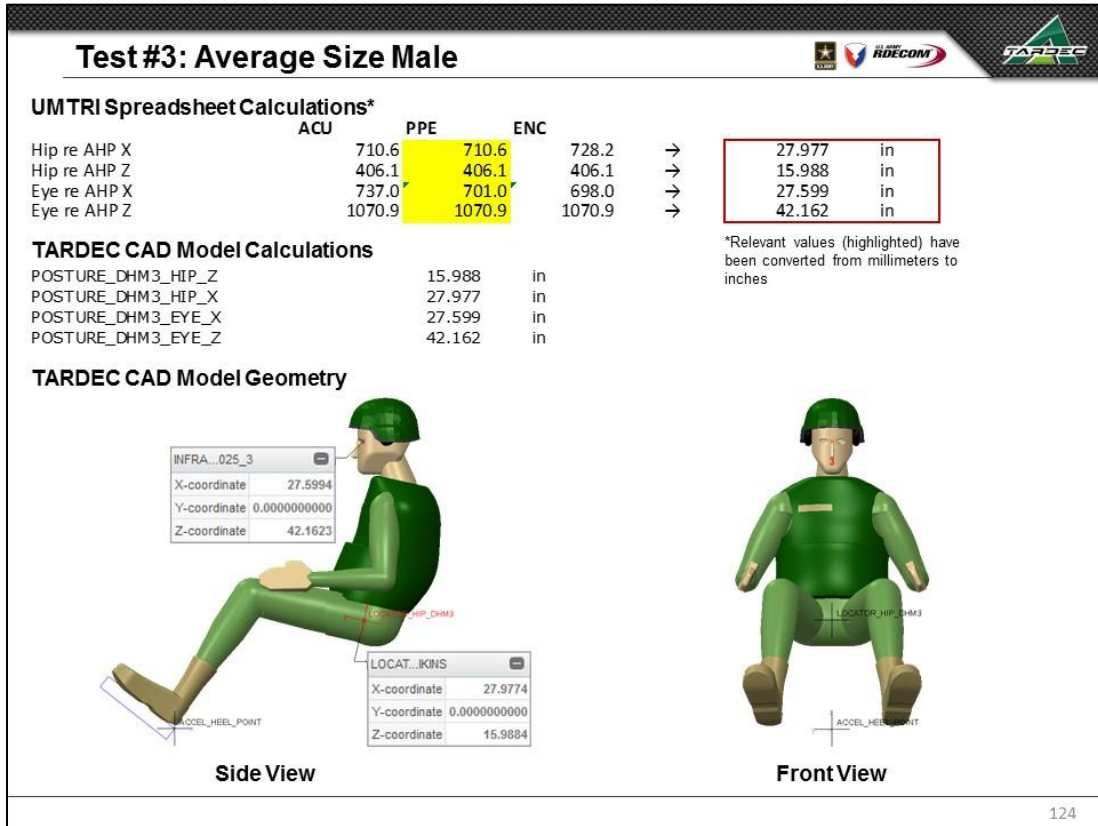 Test #3: Average Size Male
U.S. ARMY
U.S. ARMY RDECOM
TARDEC
UMTRI Spreadsheet Calculations*
ACU PPE ENC
Hip re AHP X 710.6 710.6 728.2 → 27.977 in
Hip re AHP Z 406.1 406.1 406.1 → 15.988 in
Eye re AHP X 737.0 701.0 698.0 → 27.599 in
Eye re AHP Z 1070.9 1070.9 1070.9 → 42.162 in
*Relevant values (highlighted) have
been converted from millimeters to
inches
TARDEC CAD Model Calculations
POSTURE_DHM3_HIP_Z 15.988 in
POSTURE_DHM3_HIP_X 27.977 in
POSTURE_DHM3_EYE_X 27.599 in
POSTURE_DHM3_EYE_Z 42.162 in
TARDEC CAD Model Geometry
INFRA...025_3
X-coordinate 27.5994
Y-coordinate 0.0000000000
Z-coordinate 42.1623
3
LOCATOR_HIP_DHM3
LOCATOR_HIP_DHM3
LOCAT...IKINS
X-coordinate 27.9774
Y-coordinate 0.0000000000
Z-coordinate 15.9884
ACCEL_HEEL_POINT
ACCEL_HEEL_POINT
Side View
Front View
124